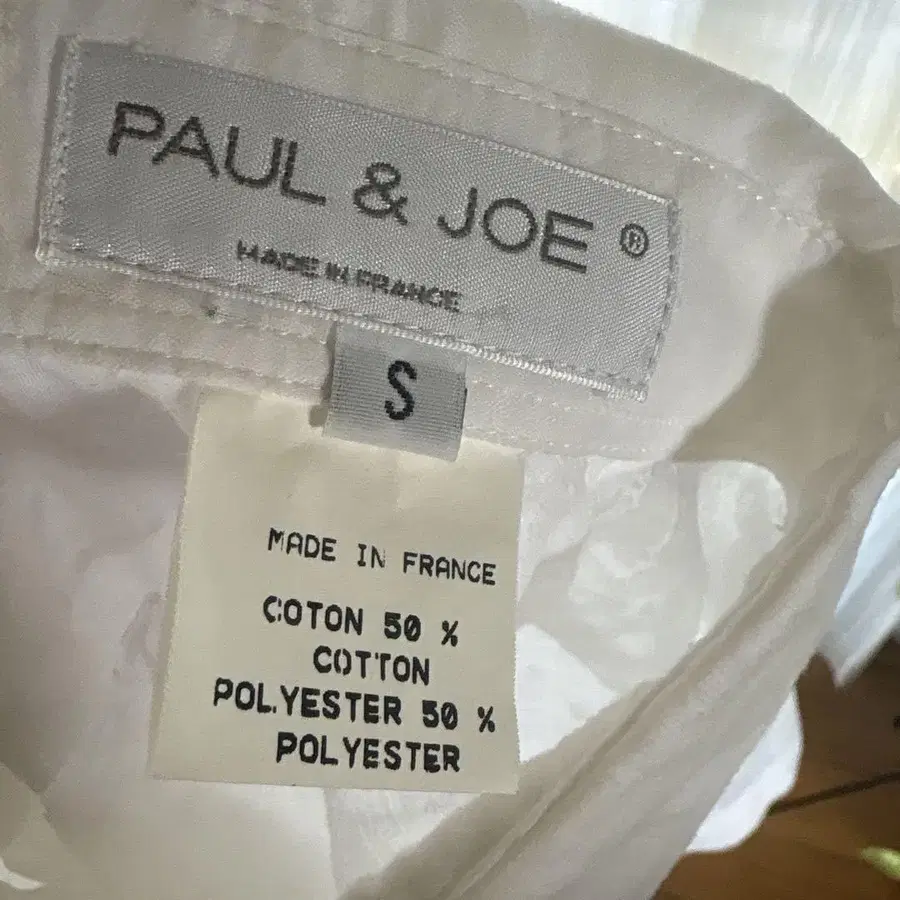 PAUL & JOE ®
MADE IN FRANCE
S
MADE IN FRANCE
COTON 50 %
COTTON
POLYESTER 50 %
POLYESTER